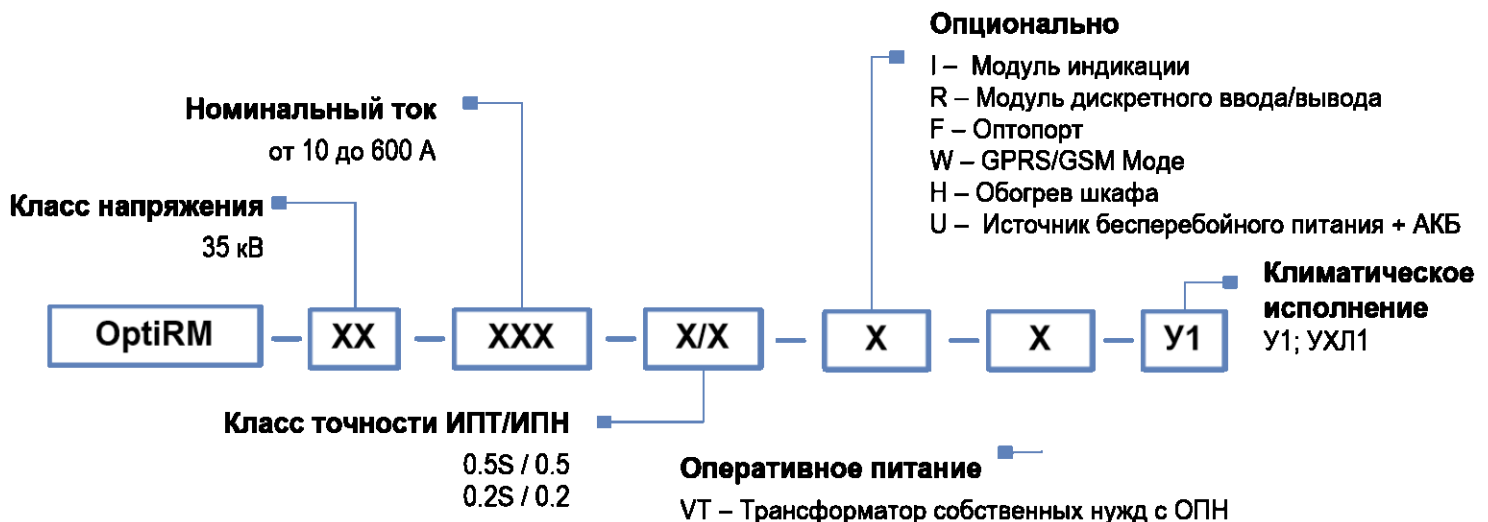 Опционально
I – Модуль индикации
R – Модуль дискретного ввода/вывода
F – Оптопорт
W – GPRS/GSM Моде
H – Обогрев шкафа
U – Источник бесперебойного питания + АКБ
Номинальный ток
от 10 до 600 А
Класс напряжения
35 кВ
Климатическое
исполнение
У1; УХЛ1
OptiRM – XX – XXX – X/X – X – X – У1
Класс точности ИПТ/ИПН
0.5S / 0.5
0.2S / 0.2
Оперативное питание
VT – Трансформатор собственных нужд с ОПН